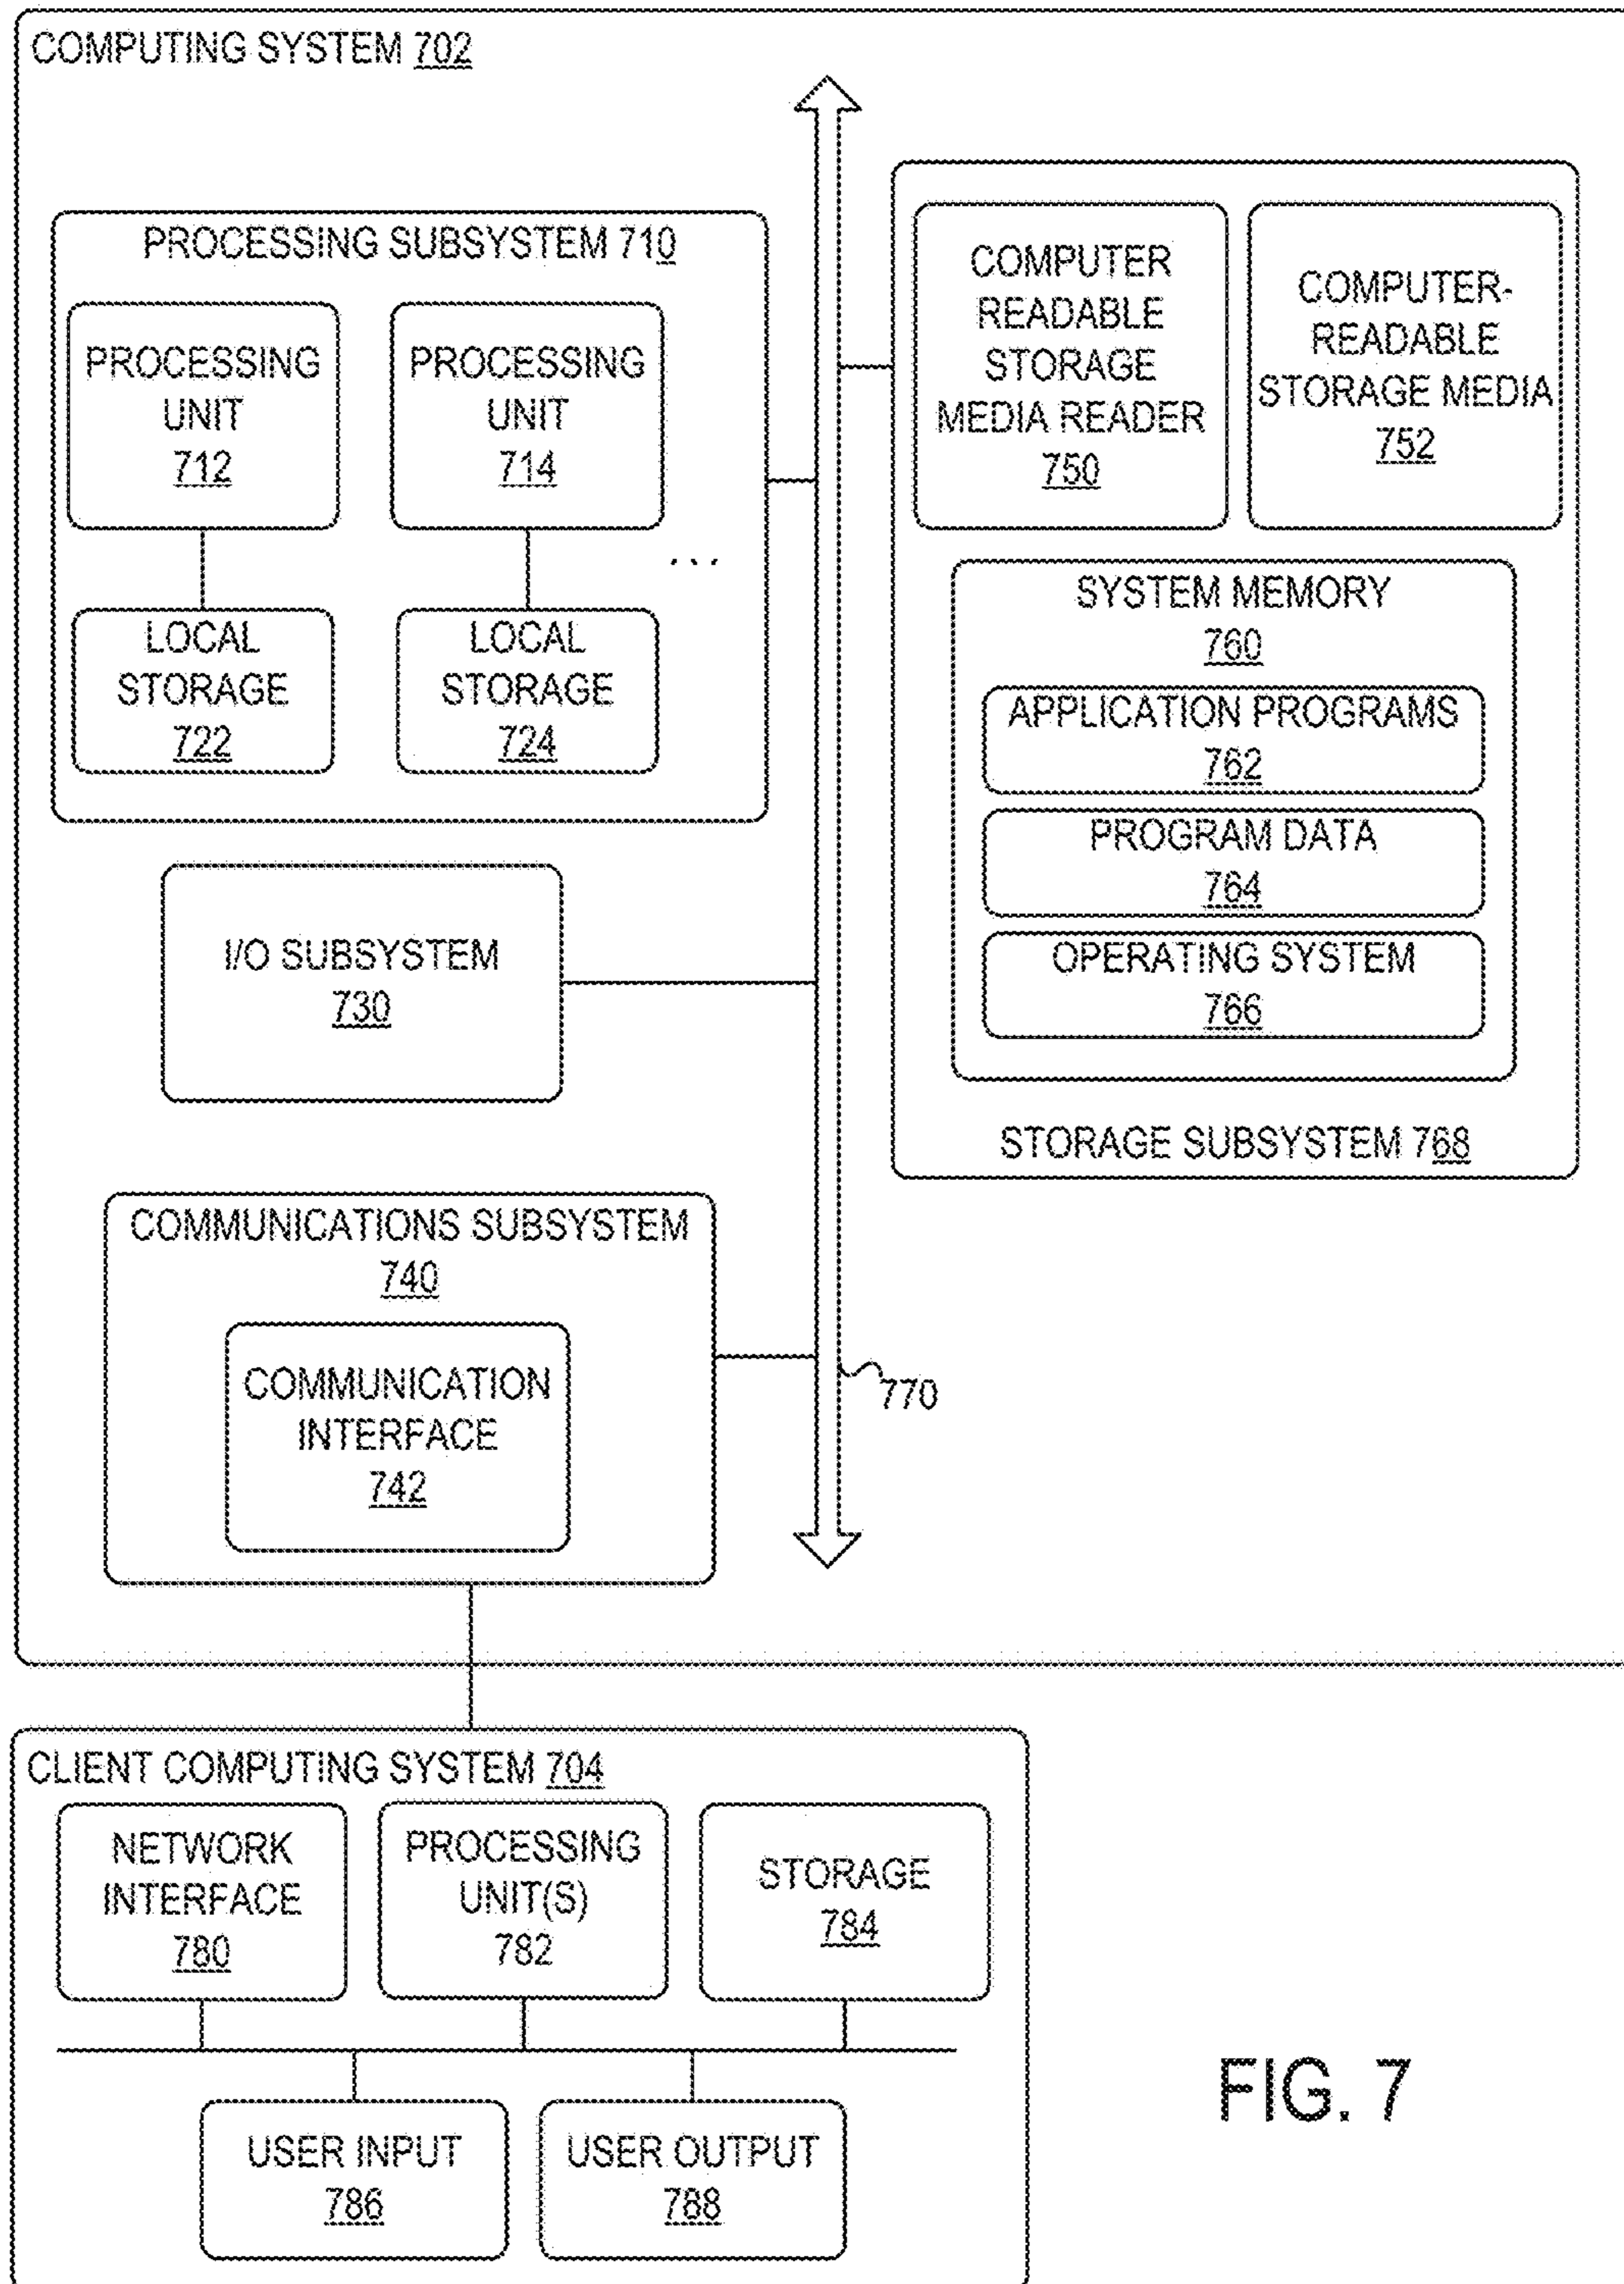 COMPUTING SYSTEM 702
PROCESSING SUBSYSTEM 710
PROCESSING
UNIT
712
PROCESSING
UNIT
714
...
LOCAL
STORAGE
722
LOCAL
STORAGE
724
I/O SUBSYSTEM
730
COMMUNICATIONS SUBSYSTEM
740
COMMUNICATION
INTERFACE
742
COMPUTER
READABLE
STORAGE
MEDIA READER
750
COMPUTER-
READABLE
STORAGE MEDIA
752
SYSTEM MEMORY
760
APPLICATION PROGRAMS
762
PROGRAM DATA
764
OPERATING SYSTEM
766
STORAGE SUBSYSTEM 768
770
CLIENT COMPUTING SYSTEM 704
NETWORK
INTERFACE
780
PROCESSING
UNIT(S)
782
STORAGE
784
USER INPUT
786
USER OUTPUT
788
FIG. 7